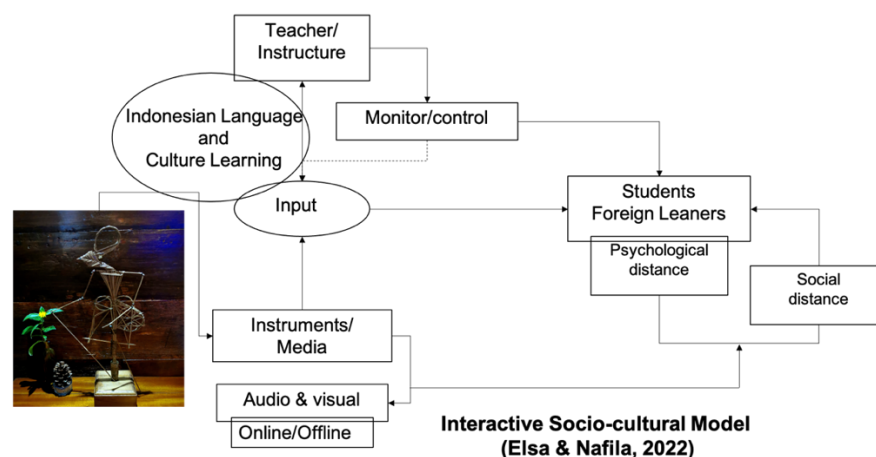 Teacher/
Instructure
Indonesian Language
and
Culture Learning
Monitor/control
Input
Students
Foreign Leaners
Psychological
distance
Social
distance
Instruments/
Media
Audio & visual
Online/Offline
Interactive Socio-cultural Model
(Elsa & Nafila, 2022)